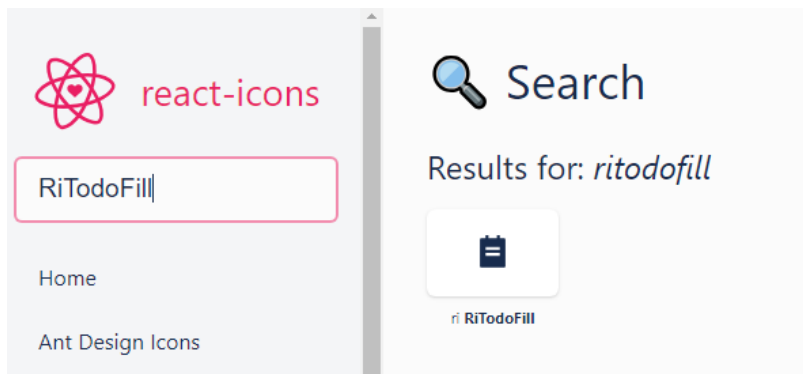 react-icons
RiTodoFill
Home
Ant Design Icons
Search
Results for: ritodofill
ri RiTodoFill